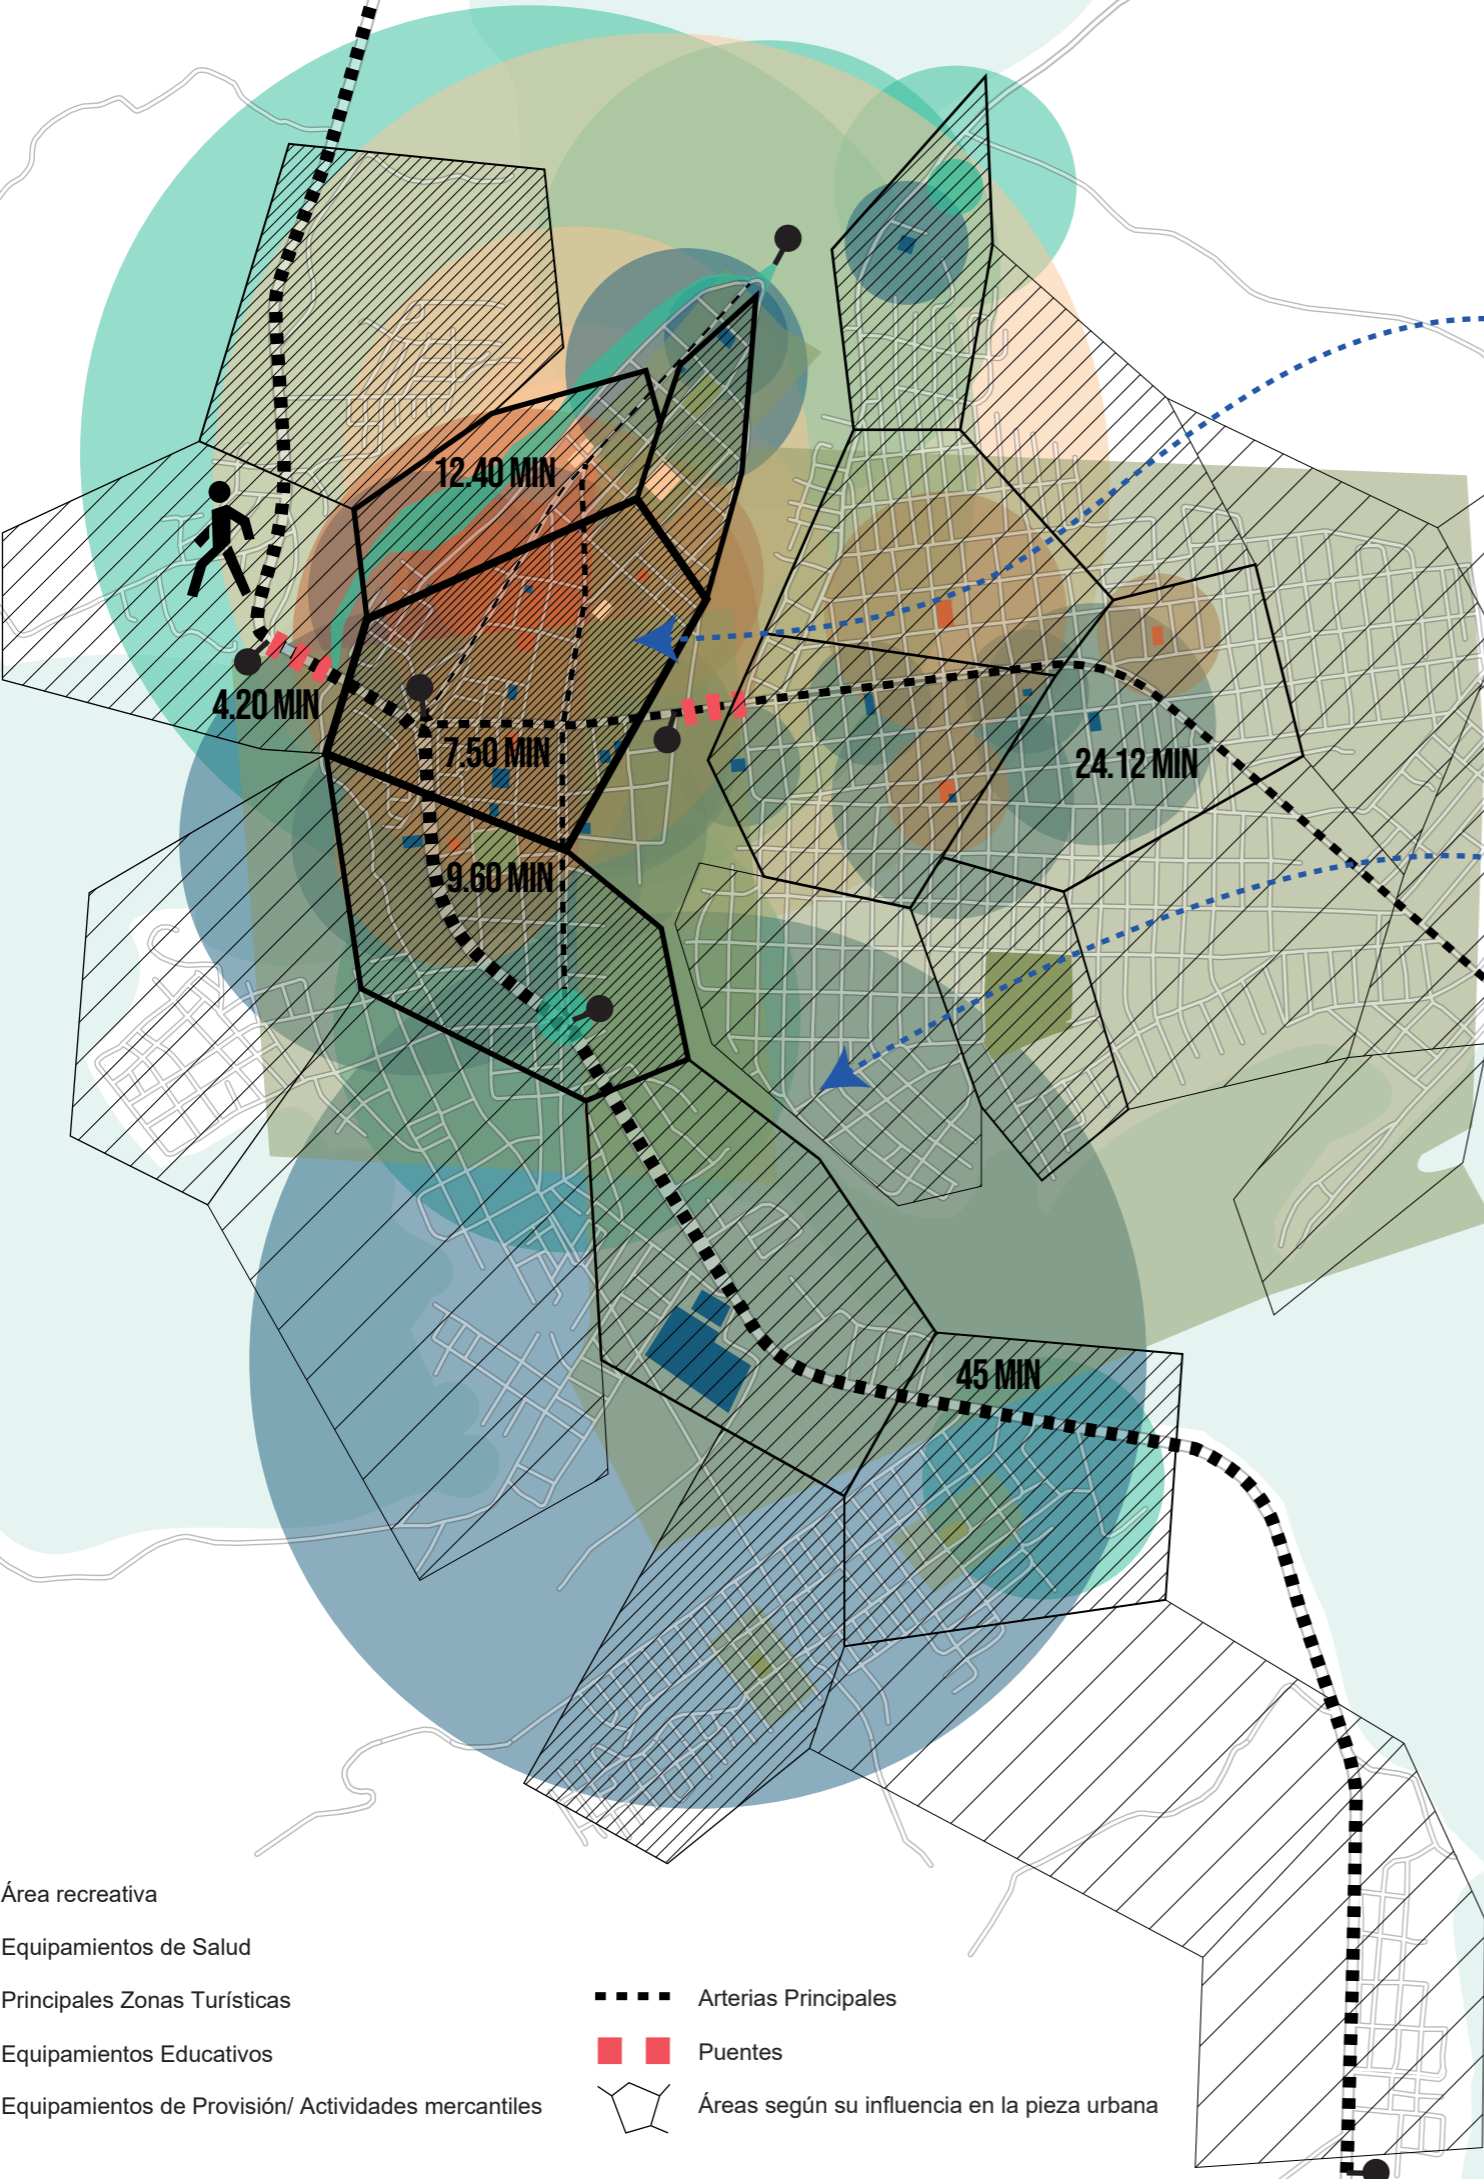 12.40 MIN
4.20 MIN
7.50 MIN
24.12 MIN
9.60 MIN
45 MIN
Área recreativa
Equipamientos de Salud
Principales Zonas Turísticas
Equipamientos Educativos
Equipamientos de Provisión/ Actividades mercantiles
Arterias Principales
Puentes
Áreas según su influencia en la pieza urbana